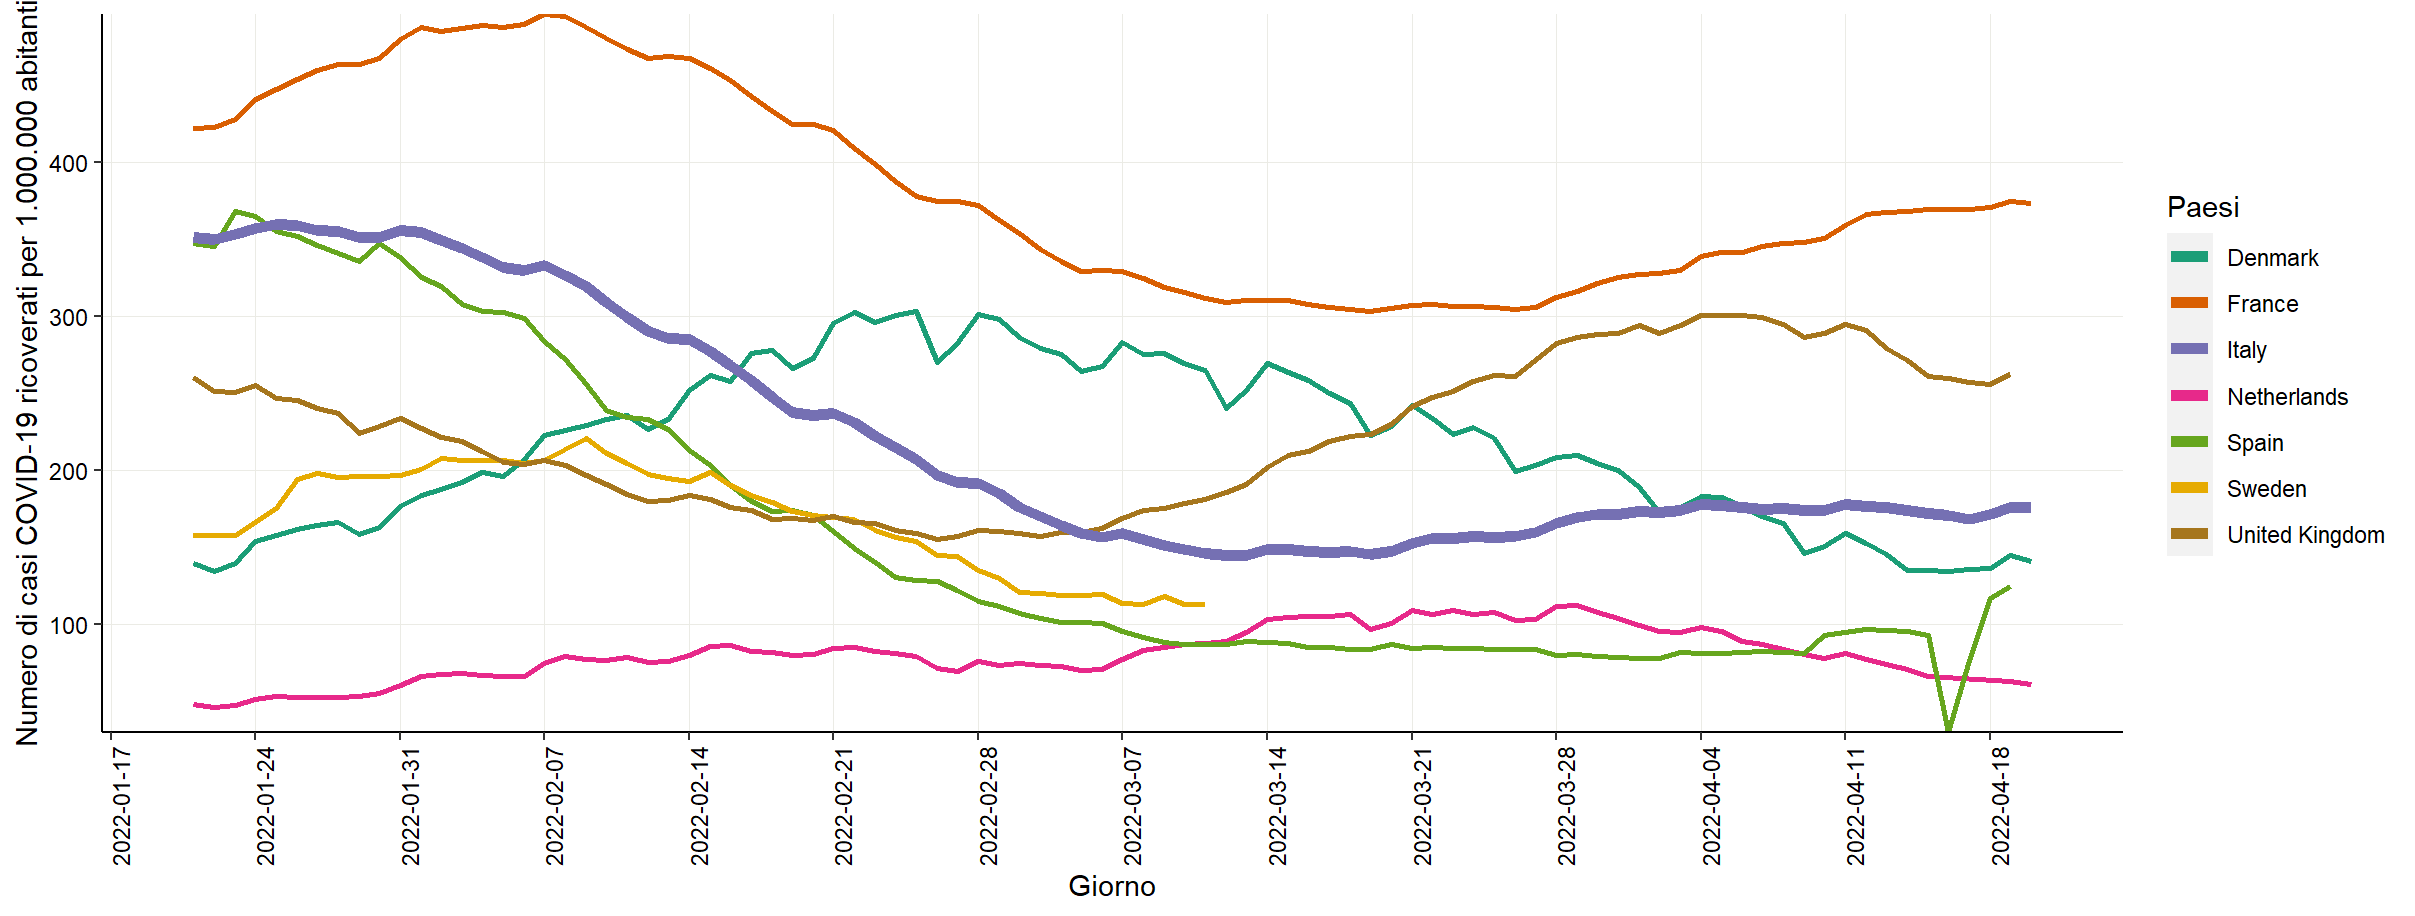 Numero di casi COVID-19 ricoverati per 1.000.000 abitanti
400
300
200
100
2022-01-17
2022-01-24
2022-01-31
2022-02-07
2022-02-14
2022-02-21
2022-02-28
2022-03-07
2022-03-14
2022-03-21
2022-03-28
2022-04-04
2022-04-11
2022-04-18
Giorno
Paesi
Denmark
France
Italy
Netherlands
Spain
Sweden
United Kingdom